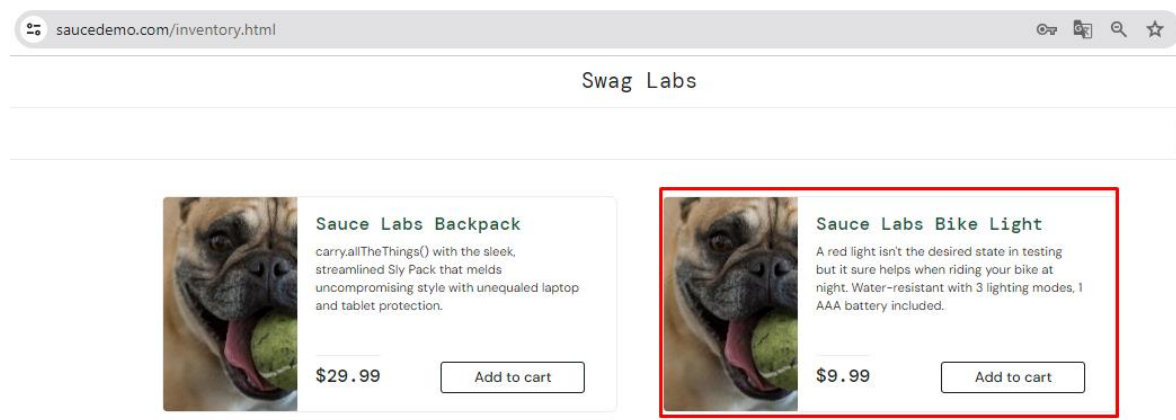 saucedemo.com/inventory.html
Swag Labs
Sauce Labs Backpack
carry.allTheThings() with the sleek,
streamlined Sly Pack that melds
uncompromising style with unequaled laptop
and tablet protection.
$29.99
Add to cart
Sauce Labs Bike Light
A red light isn't the desired state in testing
but it sure helps when riding your bike at
night. Water-resistant with 3 lighting modes, 1
AAA battery included.
$9.99
Add to cart